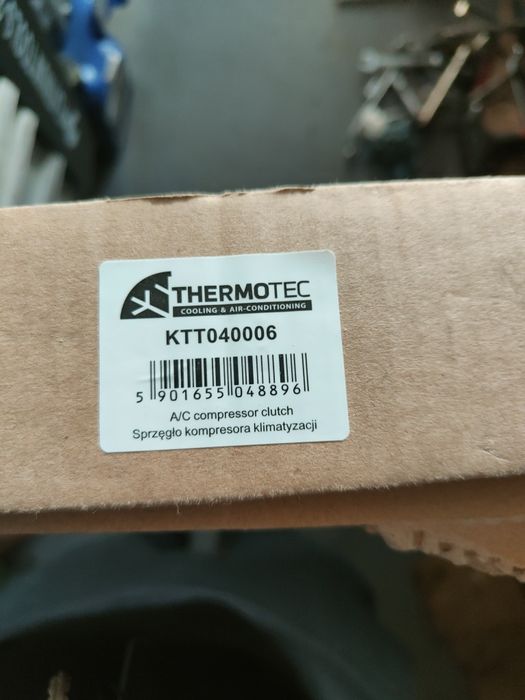 THERMOTEC
COOLING & AIR-CONDITIONING
KTT040006
5 901655 048896
A/C compressor clutch
Sprzęgło kompresora klimatyzacji